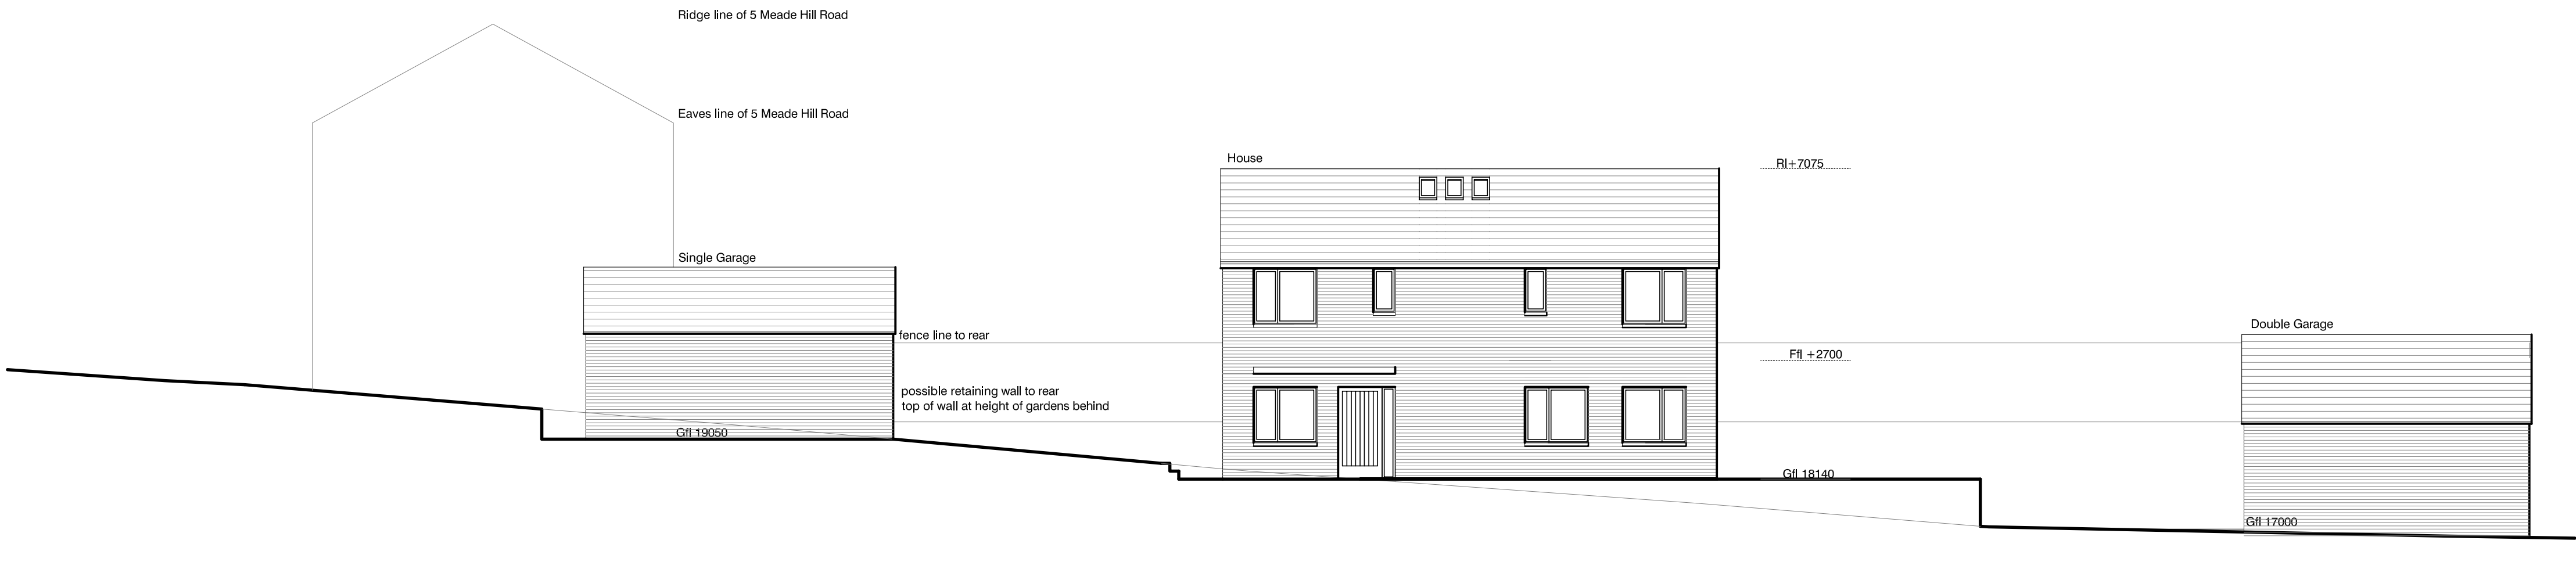 Ridge line of 5 Meade Hill Road
Eaves line of 5 Meade Hill Road
House
Rl+7075
Single Garage
Double Garage
fence line to rear
Ffl +2700
possible retaining wall to rear
top of wall at height of gardens behind
Gfl 19050
Gfl 18140
Gfl 17000